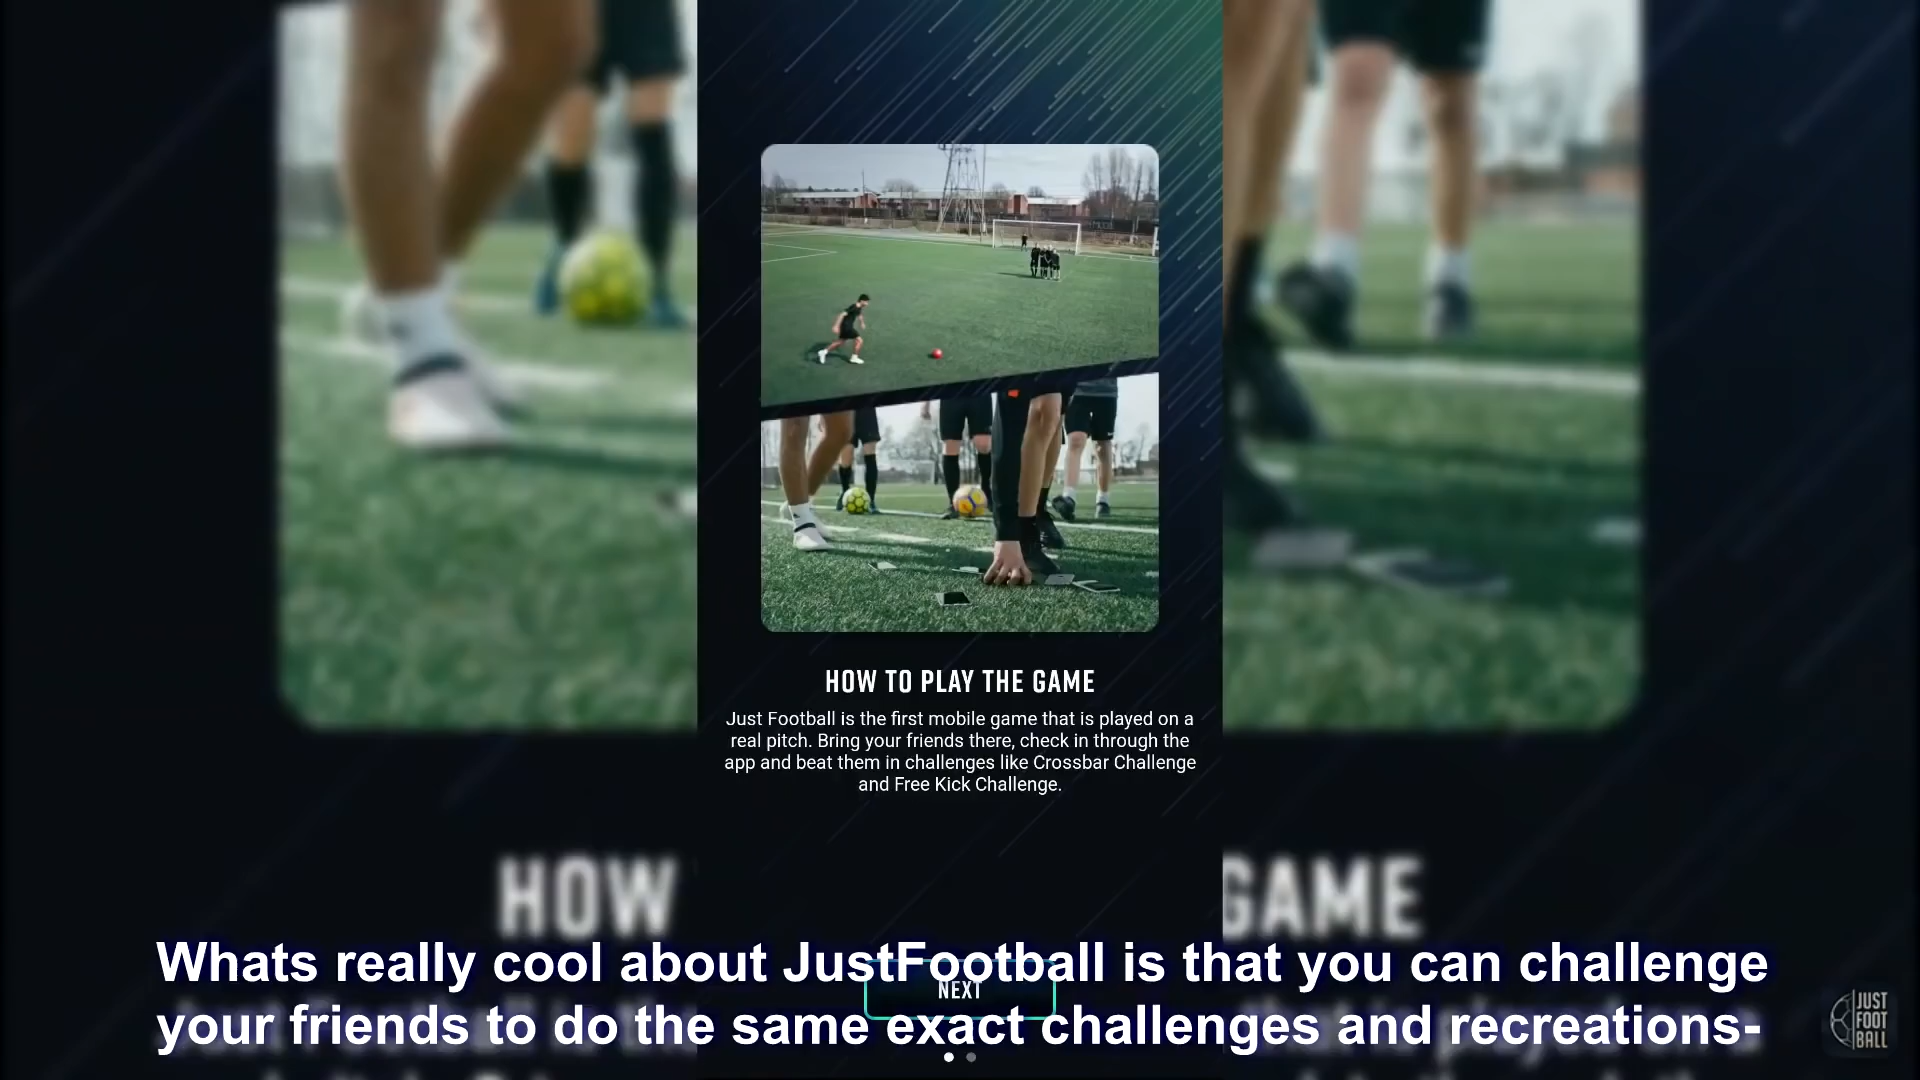 HOW TO PLAY THE GAME
Just Football is the first mobile game that is played on a
real pitch. Bring your friends there, check in through the
app and beat them in challenges like Crossbar Challenge
and Free Kick Challenge.
HOW
GAME
Whats really cool about JustFootball is that you can challenge
NEXT
your friends to do the same exact challenges and recreations-
JUST
FOOT
BALL